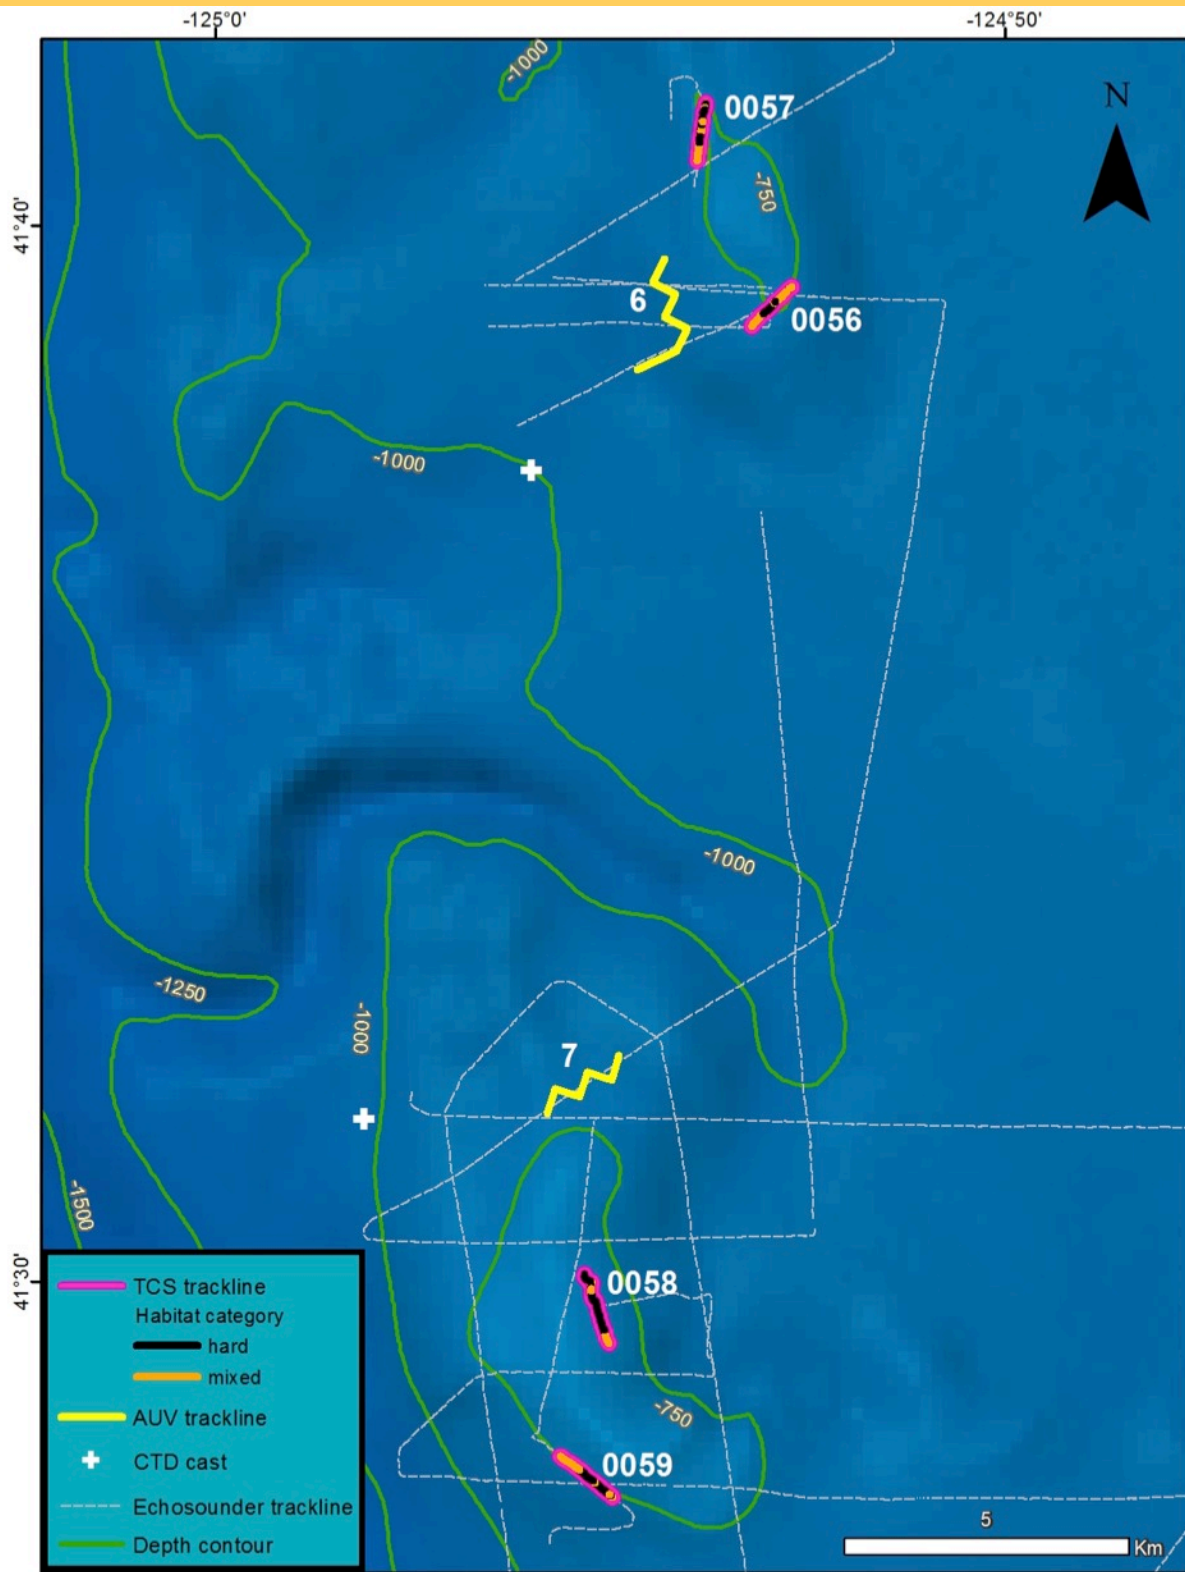 -125°0'
-124°50'
-1000
N
0057
-750
41°40'
6
0056
-1000
-1000
-1250
-1000
7
-1500
41°30'
0058
-750
0059
TCS trackline
Habitat category
hard
mixed
AUV trackline
CTD cast
Echosounder trackline
Depth contour
5
Km